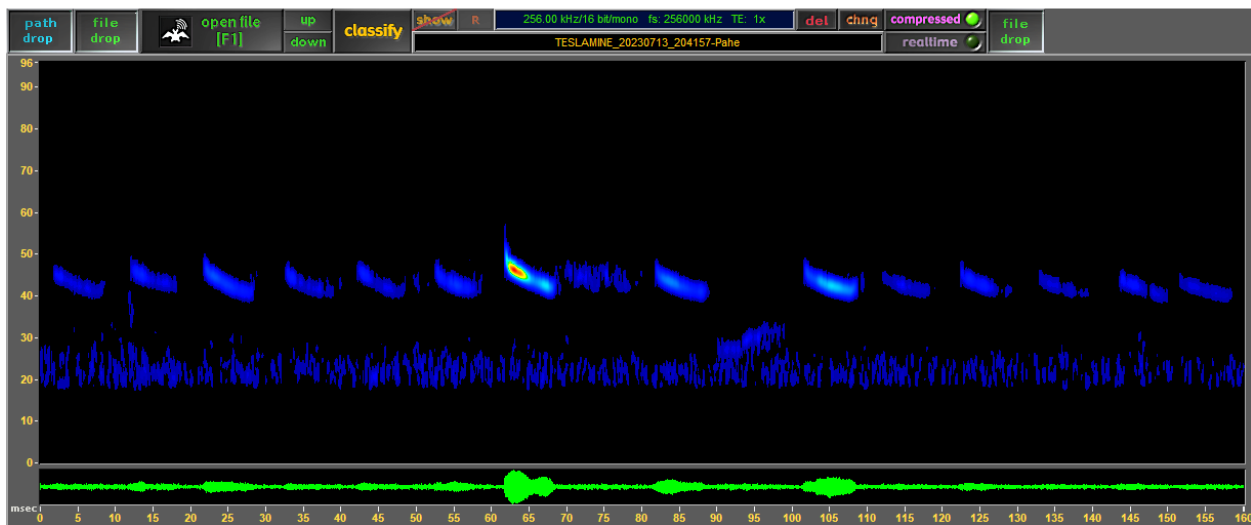 path drop
file drop
open file [F1]
up
down
classify
show
R
256.00 kHz/16 bit/mono fs: 256000 kHz TE: 1x
TESLAMINE_20230713_204157-Pahe
del
chng
compressed
realtime
file drop
96
90
80
70
60
50
40
30
20
10
0
msec
0 5 10 15 20 25 30 35 40 45 50 55 60 65 70 75 80 85 90 95 100 105 110 115 120 125 130 135 140 145 150 155 160